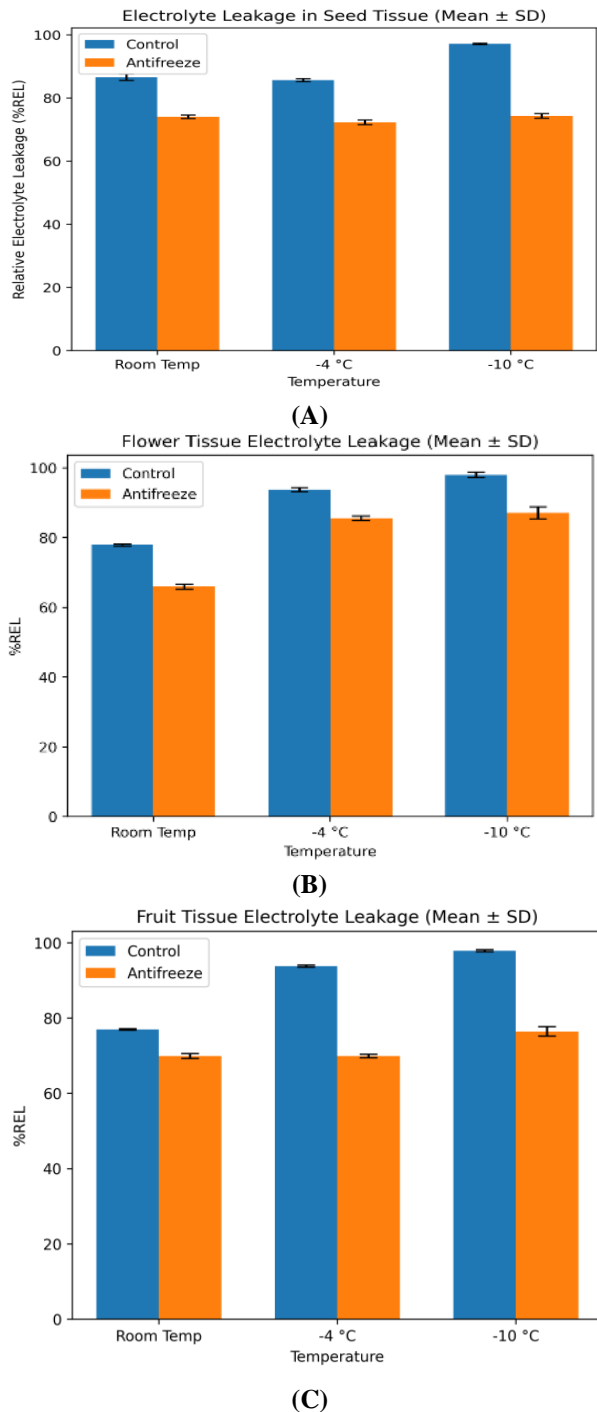 Electrolyte Leakage in Seed Tissue (Mean ± SD)
100
Control
Antifreeze
80
60
40
20
0
Relative Electrolyte Leakage (%REL)
Room Temp
-4 °C
-10 °C
Temperature
(A)
Flower Tissue Electrolyte Leakage (Mean ± SD)
100
Control
Antifreeze
80
60
40
20
0
%REL
Room Temp
-4 °C
-10 °C
Temperature
(B)
Fruit Tissue Electrolyte Leakage (Mean ± SD)
100
Control
Antifreeze
80
60
40
20
0
%REL
Room Temp
-4 °C
-10 °C
Temperature
(C)